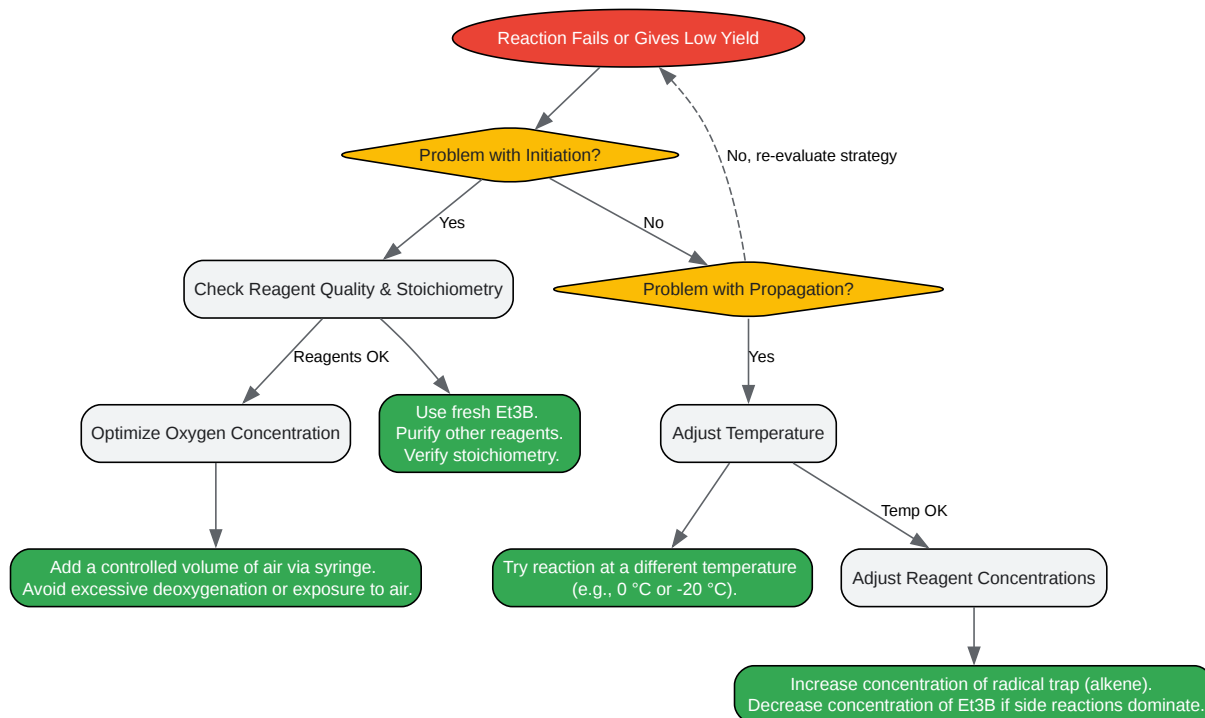 Reaction Fails or Gives Low Yield
Problem with Initiation?
No, re-evaluate strategy
Yes
No
Check Reagent Quality & Stoichiometry
Problem with Propagation?
Reagents OK
Yes
Optimize Oxygen Concentration
Use fresh Et3B.
Purify other reagents.
Verify stoichiometry.
Adjust Temperature
Temp OK
Add a controlled volume of air via syringe.
Avoid excessive deoxygenation or exposure to air.
Try reaction at a different temperature
(e.g., 0 °C or -20 °C).
Adjust Reagent Concentrations
Increase concentration of radical trap (alkene).
Decrease concentration of Et3B if side reactions dominate.